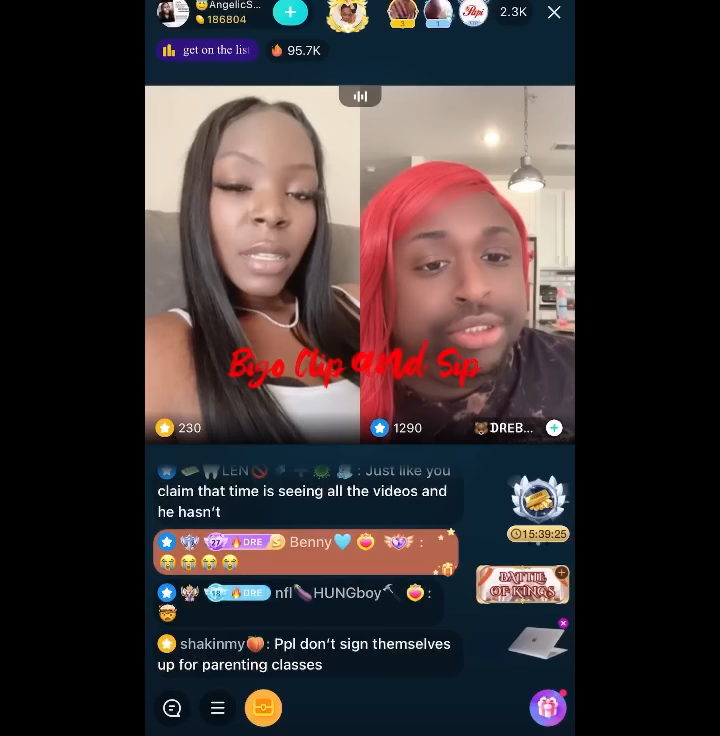 AngelicS...
186804
3
1
2.3K
get on the list
95.7K
Bigo Clip and Sip
230
1290
DREB...
LEN : Just like you
claim that time is seeing all the videos and
he hasn't
27 DRE S Benny :
15:39:25
18 DRE nfl HUNGboy :
BATTLE
OF KINGS
shakinmy : Ppl don't sign themselves
up for parenting classes